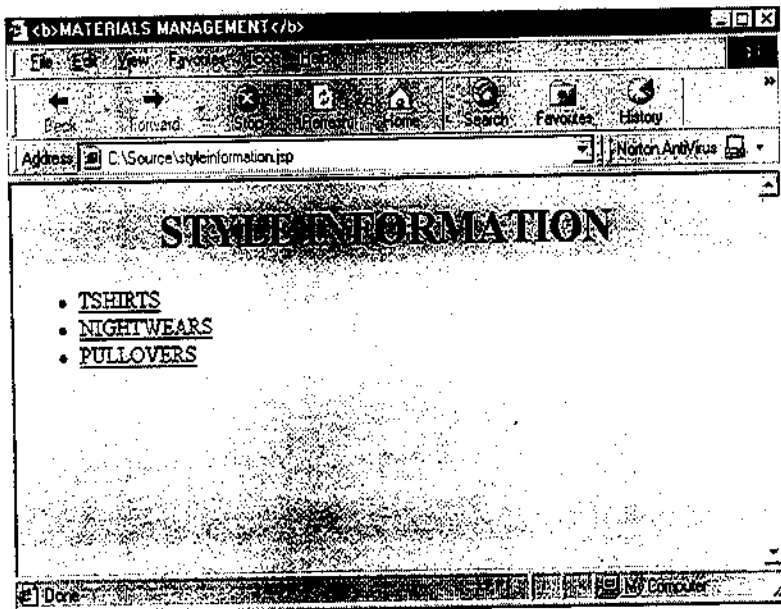 <b>MATERIALS MANAGEMENT</b>
File Edit View Favorites Tools Help
Back Forward Stop Refresh Home Search Favorites History »
Address C:\Source\styleinformation.jsp Norton AntiVirus
STYLE INFORMATION
• TSHIRTS
• NIGHTWEARS
• PULLOVERS
Done My Computer